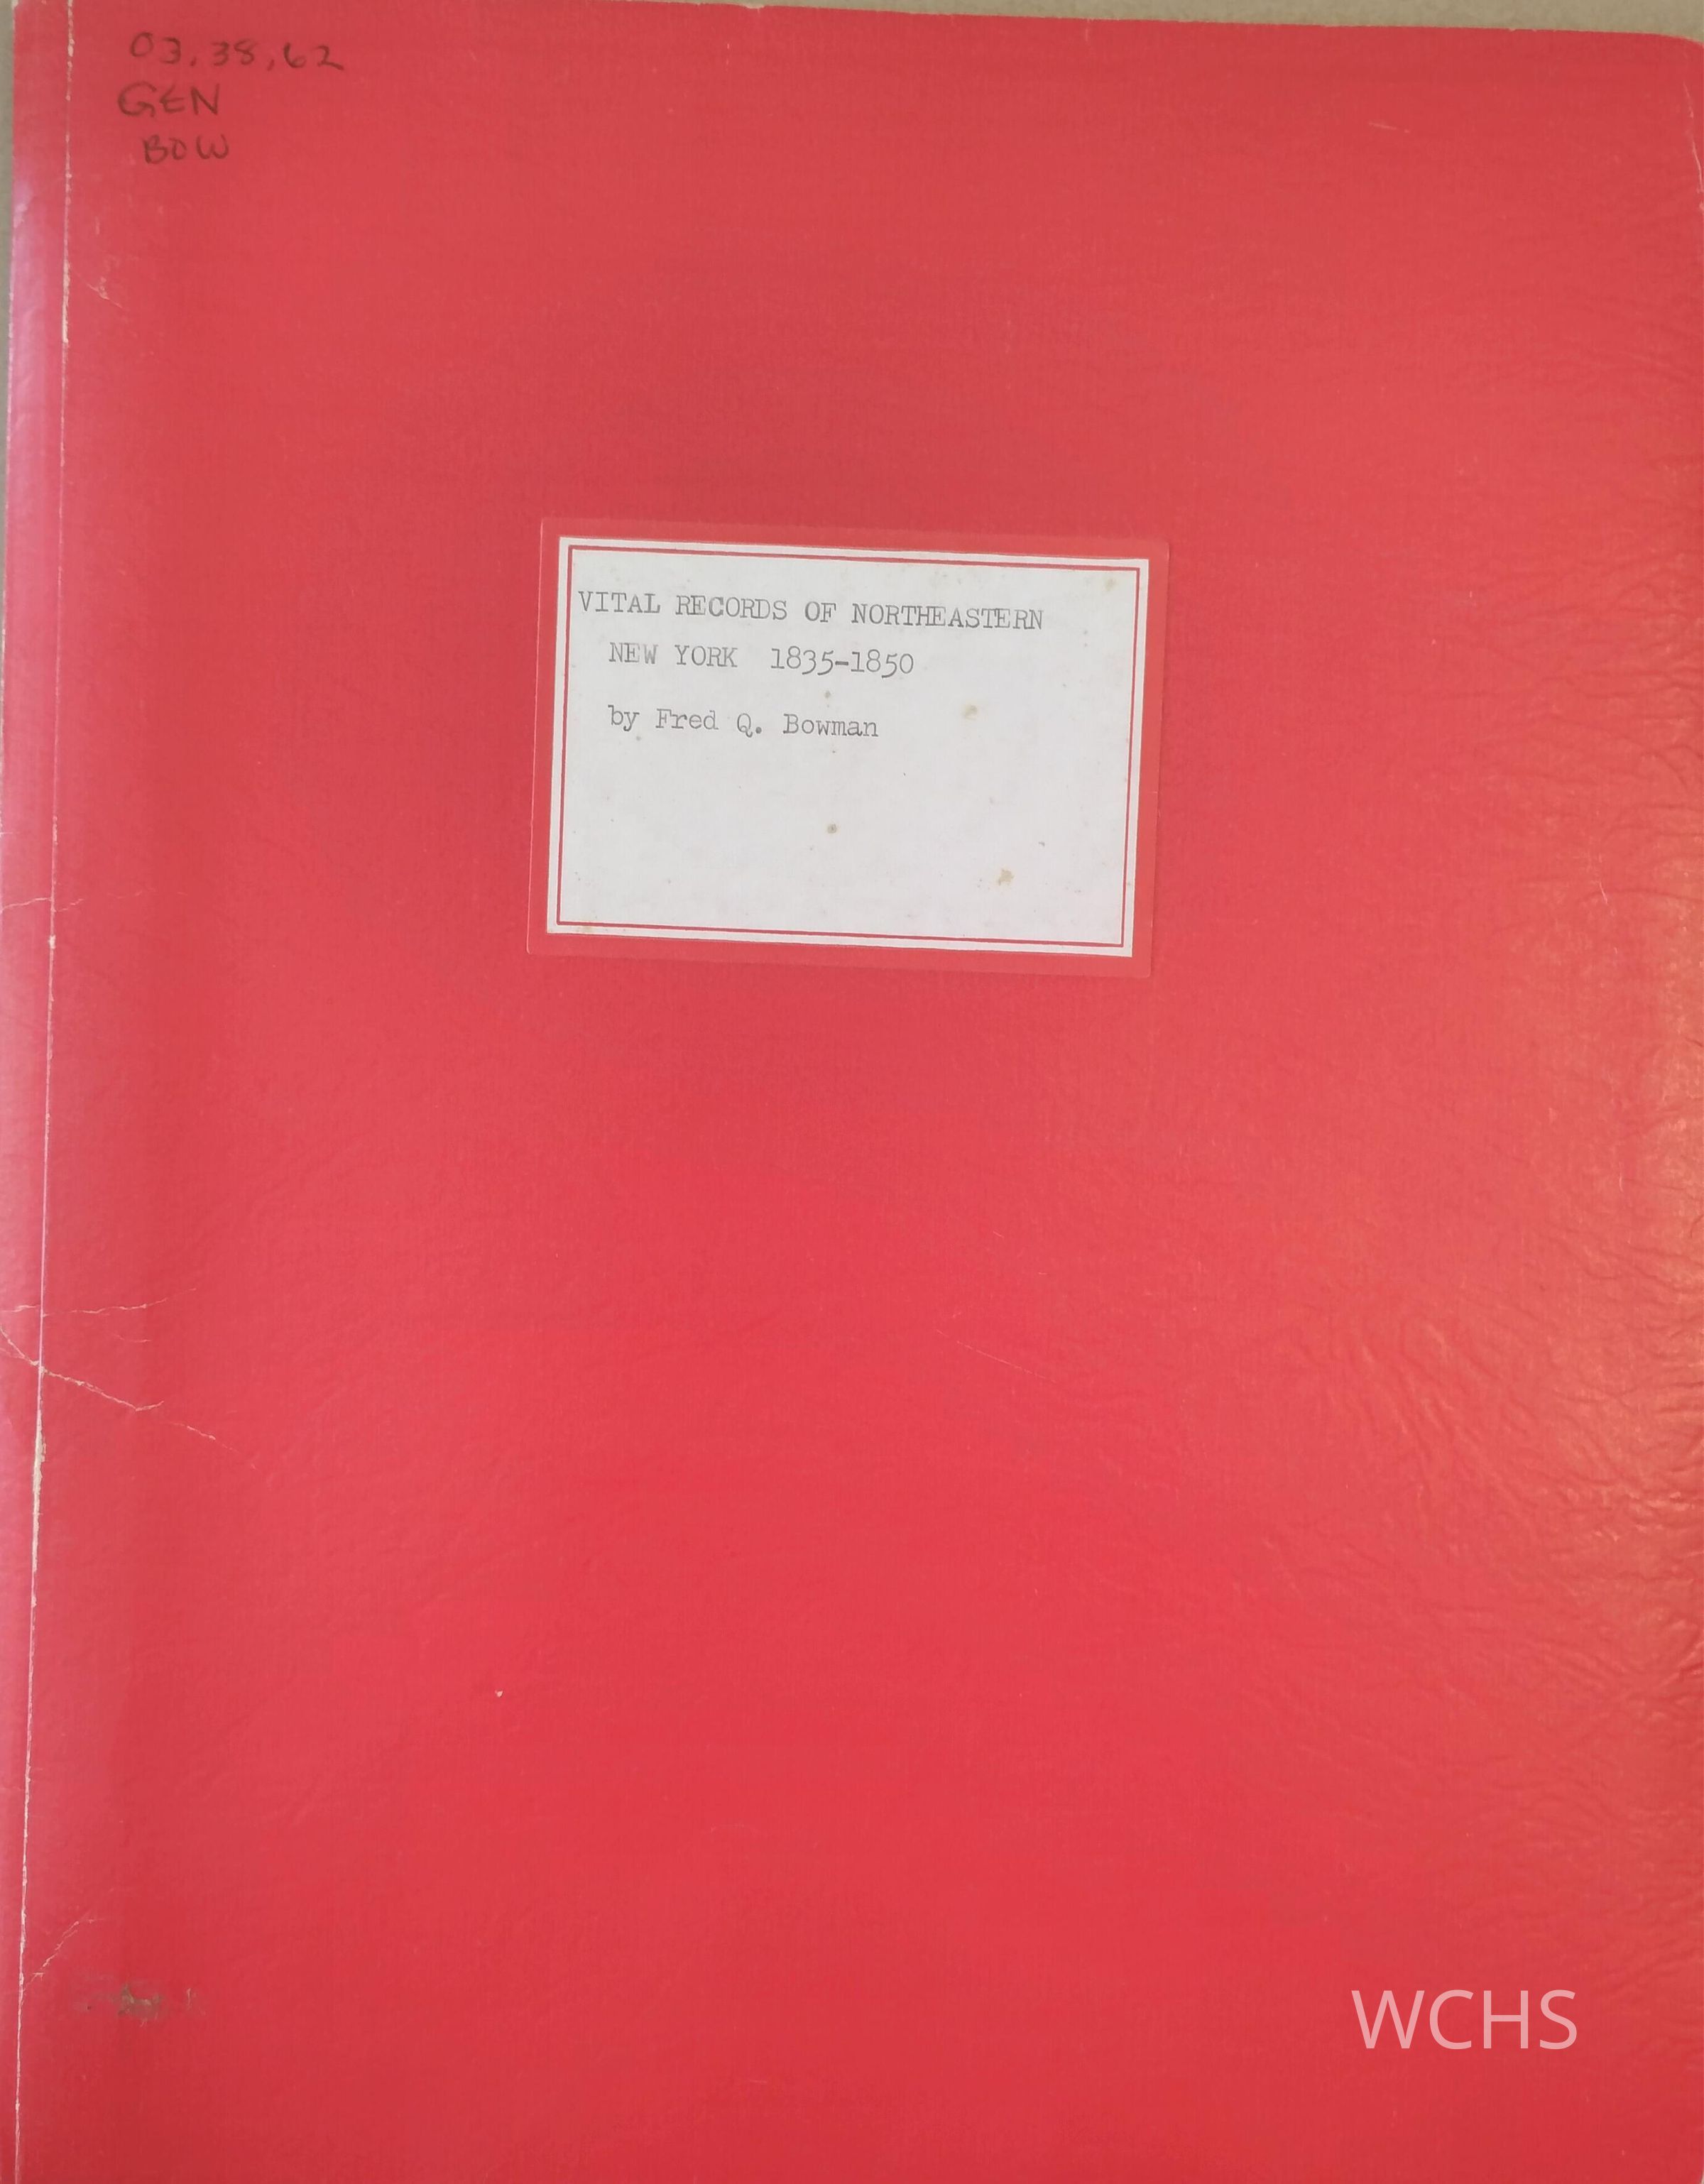 03.38.62
GEN
BOW
VITAL RECORDS OF NORTHEASTERN
NEW YORK 1835-1850
by Fred Q. Bowman
WCHS